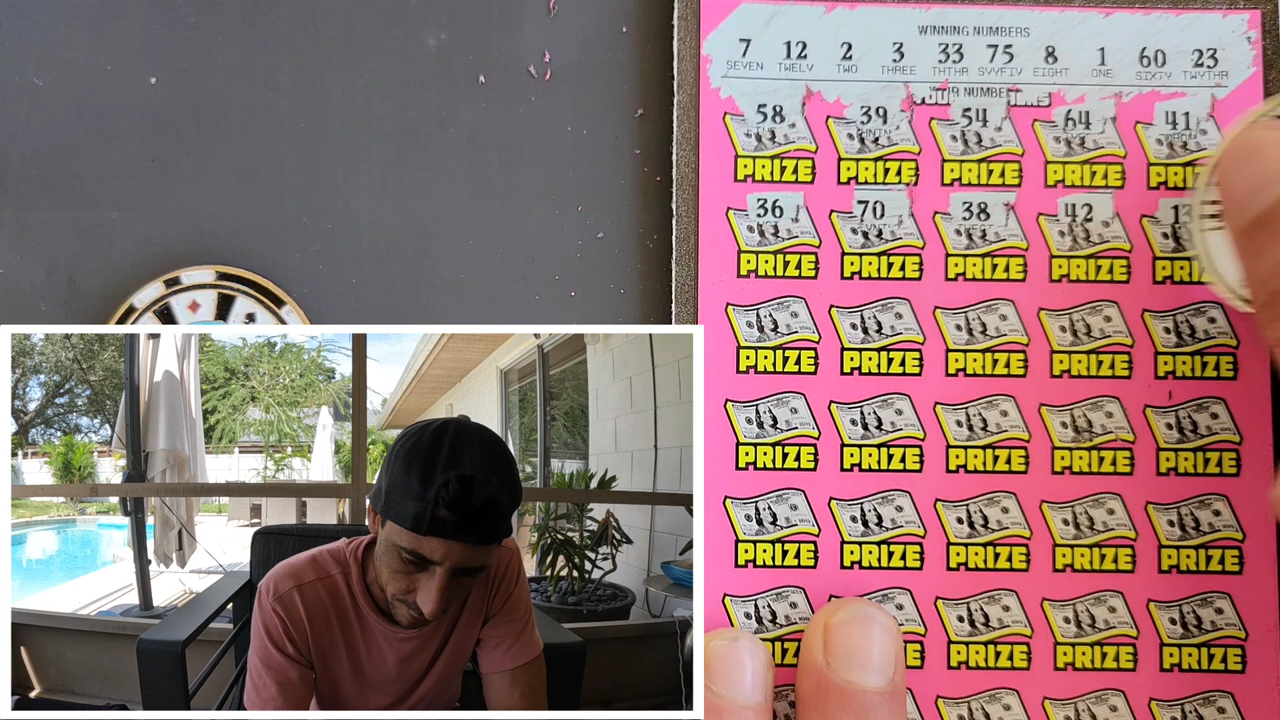 WINNING NUMBERS
7 12 2 3 33 75 8 1 60 23
SEVEN TWELV TWO THREE THTHR SVYFIV EIGHT ONE SIXTY TWYTHR
YOUR NUMBERS
58 39 54 64 41
PRIZE PRIZE PRIZE PRIZE
36 70 38 42
PRIZE PRIZE PRIZE PRIZE
PRIZE PRIZE PRIZE PRIZE PRIZE
PRIZE PRIZE PRIZE PRIZE PRIZE
PRIZE PRIZE PRIZE PRIZE PRIZE
PRIZE PRIZE PRIZE